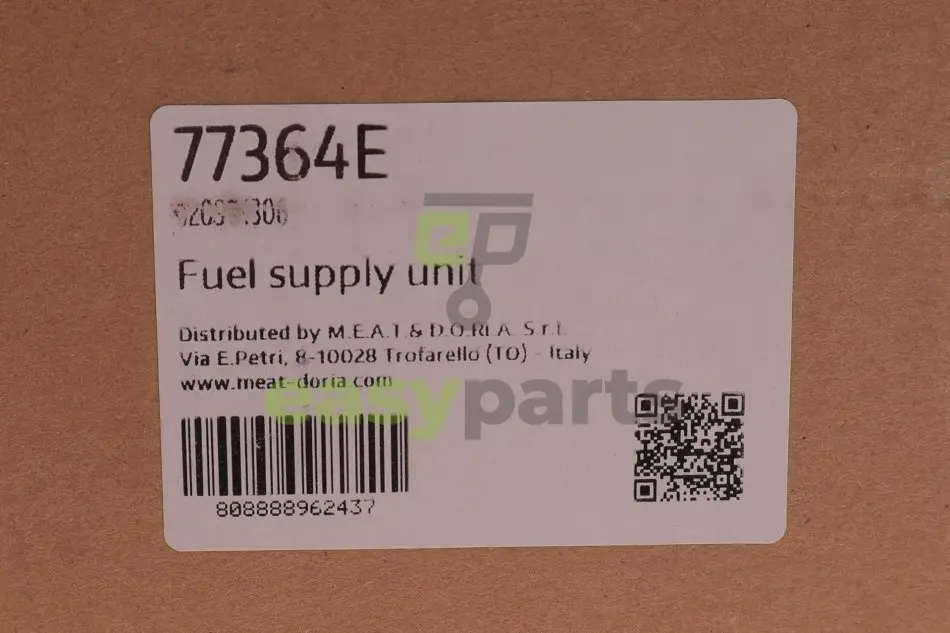 77364E
Fuel supply unit
Distributed by M.E.A.T.& D.O.RI.A. S.r.l.
Via E.Petri, 8-10028 Trofarello (TO) - Italy
www.meat-doria.com
easyparts
808888962437